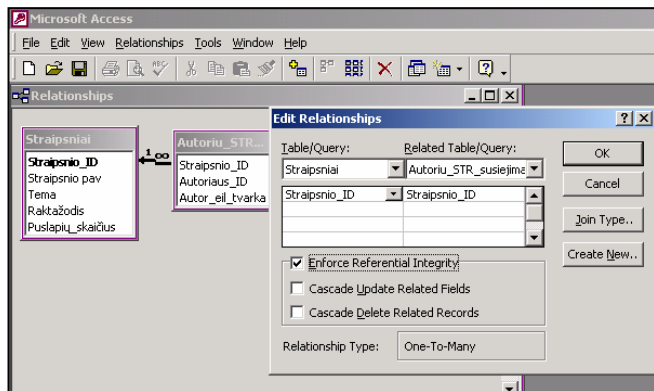 Microsoft Access
File Edit View Relationships Tools Window Help
Relationships
Straipsniai
Straipsnio_ID
Straipsnio pav
Tema
Raktažodis
Puslapių_skaičius
1 ∞
Autoriu_STR...
Straipsnio_ID
Autoriaus_ID
Autor_eil_tvarka
Edit Relationships
Table/Query: Related Table/Query:
Straipsniai Autoriu_STR_susiejima
Straipsnio_ID Straipsnio_ID
Enforce Referential Integrity
Cascade Update Related Fields
Cascade Delete Related Records
Relationship Type: One-To-Many
OK
Cancel
Join Type..
Create New..